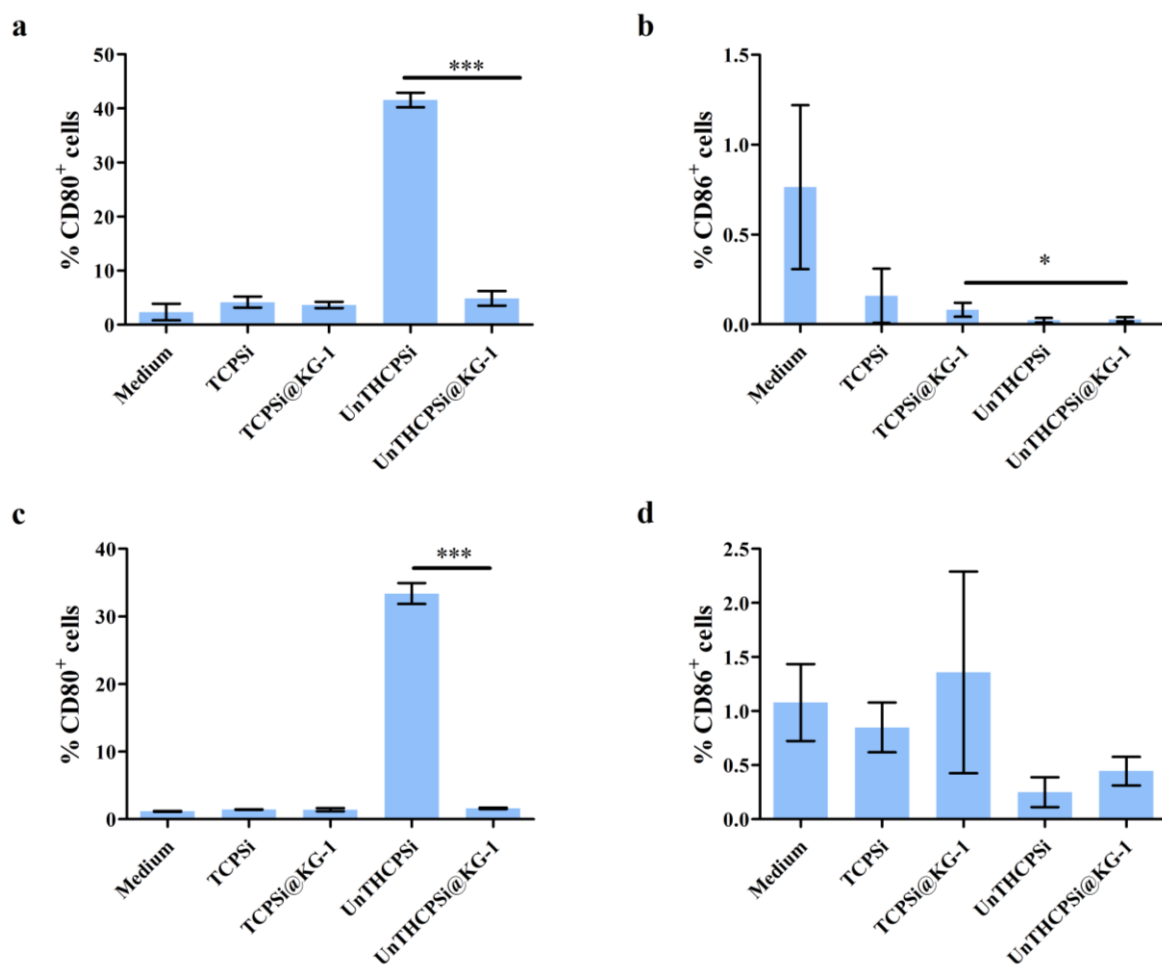 a
% CD80+ cells
50
40
30
20
10
0
***
Medium
TCPSi
TCPSi@KG-1
UnTHCPSi
UnTHCPSi@KG-1
b
% CD86+ cells
1.5
1.0
0.5
0.0
*
Medium
TCPSi
TCPSi@KG-1
UnTHCPSi
UnTHCPSi@KG-1
c
% CD80+ cells
40
30
20
10
0
***
Medium
TCPSi
TCPSi@KG-1
UnTHCPSi
UnTHCPSi@KG-1
d
% CD86+ cells
2.5
2.0
1.5
1.0
0.5
0.0
Medium
TCPSi
TCPSi@KG-1
UnTHCPSi
UnTHCPSi@KG-1